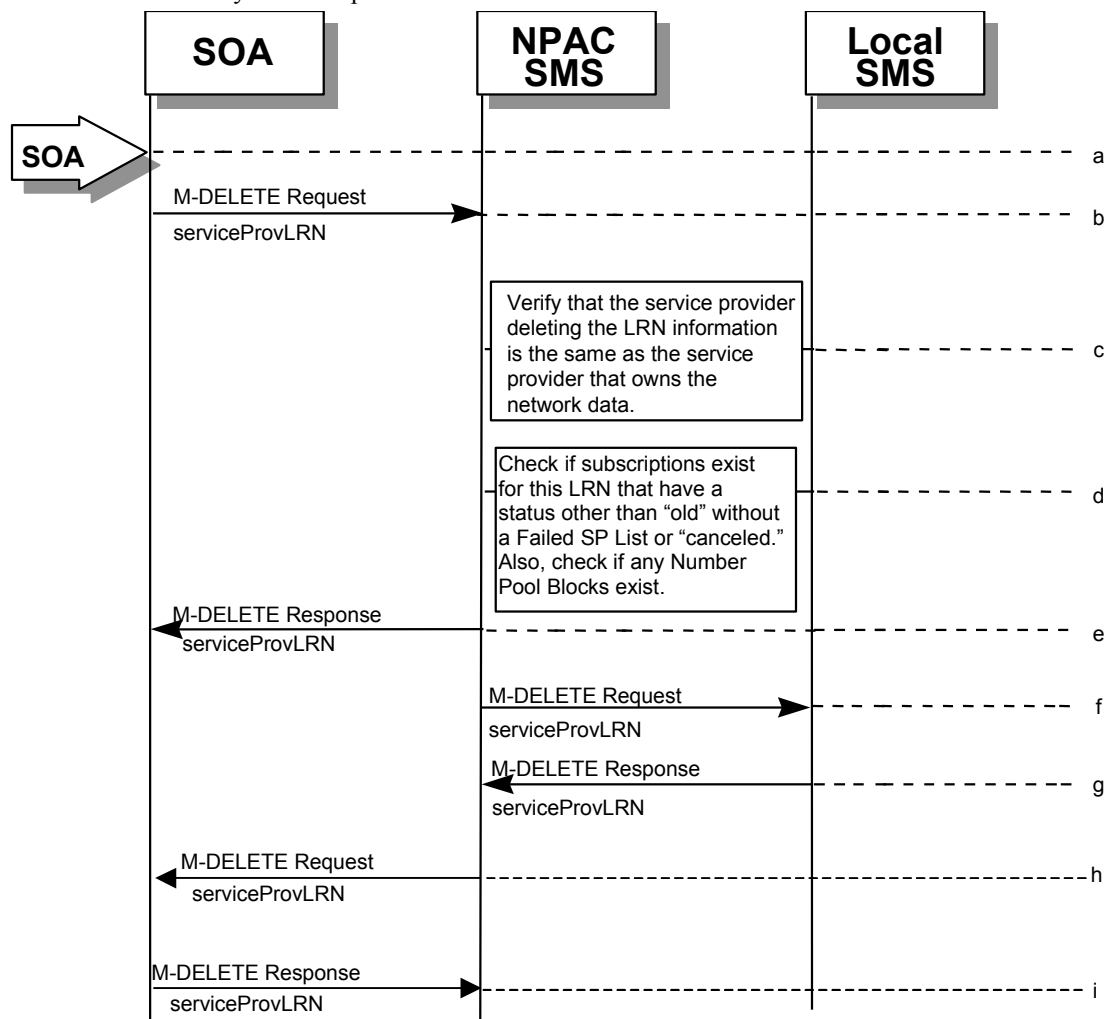 SOA
NPAC
SMS
Local
SMS
SOA
a
M-DELETE Request
b
serviceProvLRN
Verify that the service provider
deleting the LRN information
is the same as the service
provider that owns the
network data.
c
Check if subscriptions exist
for this LRN that have a
status other than “old” without
a Failed SP List or “canceled.”
Also, check if any Number
Pool Blocks exist.
d
M-DELETE Response
serviceProvLRN
e
M-DELETE Request
serviceProvLRN
f
M-DELETE Response
serviceProvLRN
g
M-DELETE Request
serviceProvLRN
h
M-DELETE Response
serviceProvLRN
i